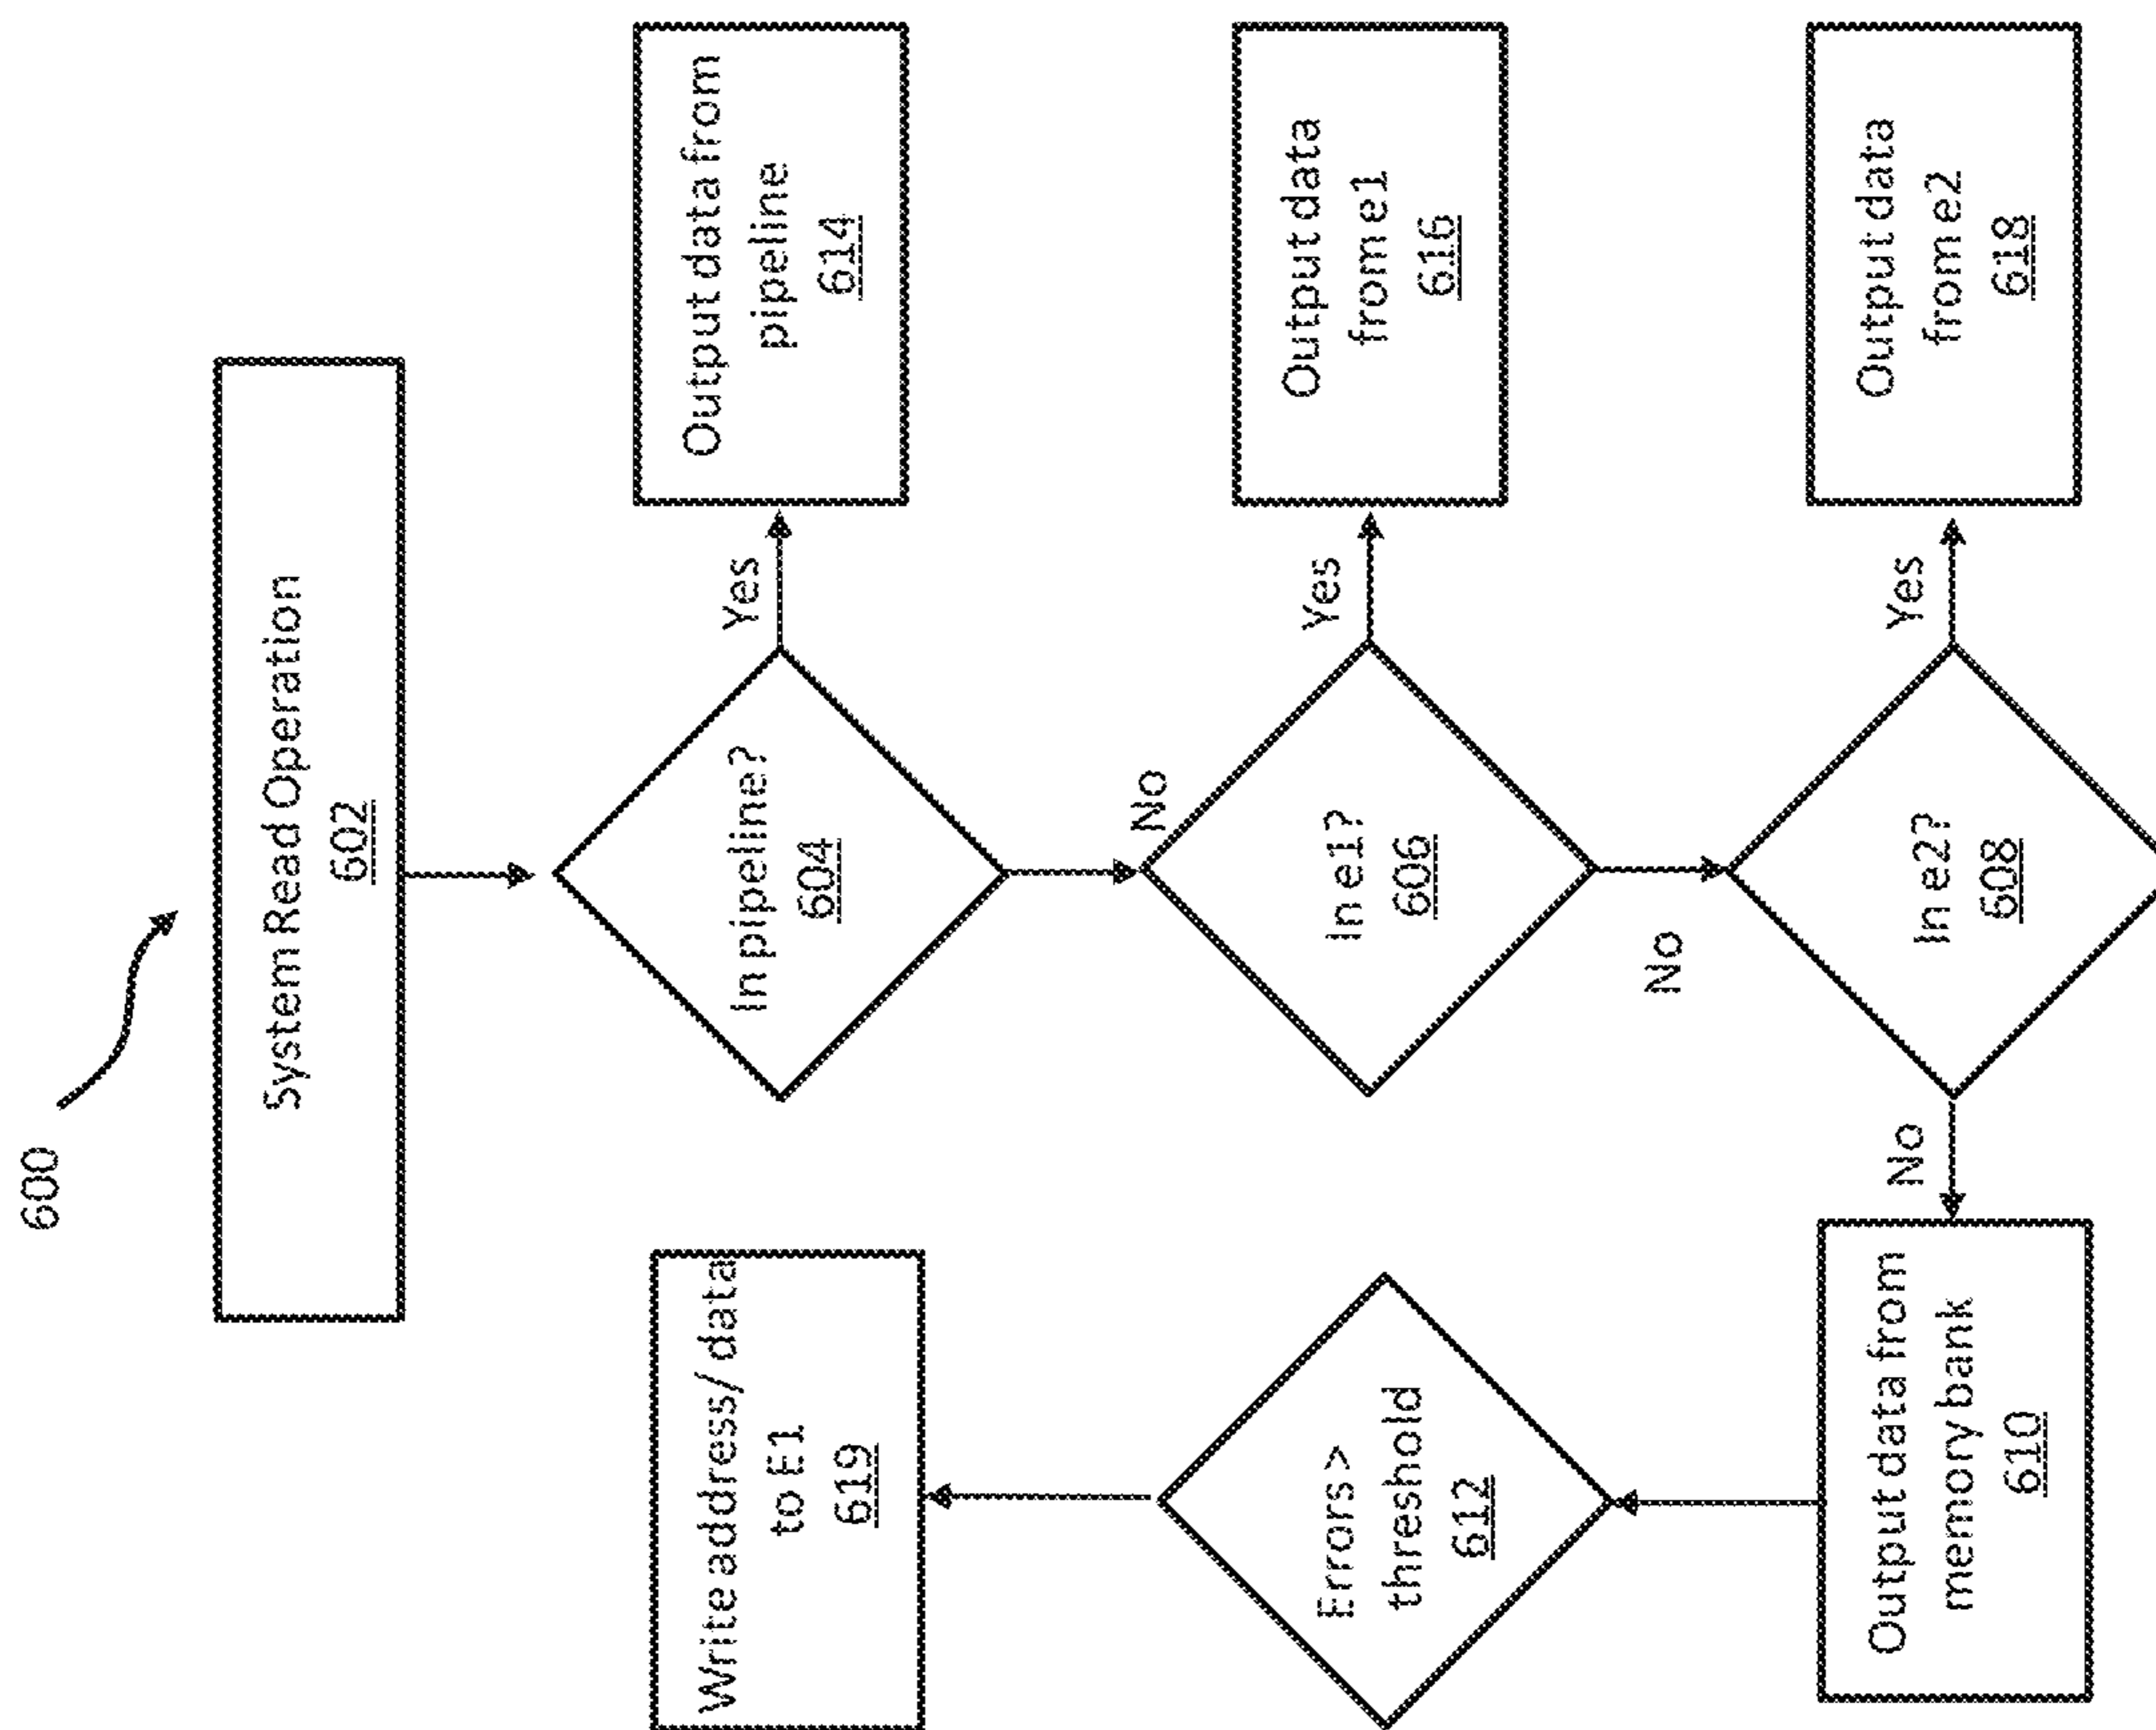 600
System Read Operation
602
In pipeline?
604
Yes
Output data from
pipeline
614
No
In e1?
606
Yes
Output data
from e1
616
No
In e2?
608
Yes
Output data
from e2
618
No
Output data from
memory bank
610
Errors >
threshold
612
Write address/ data
to E1
619